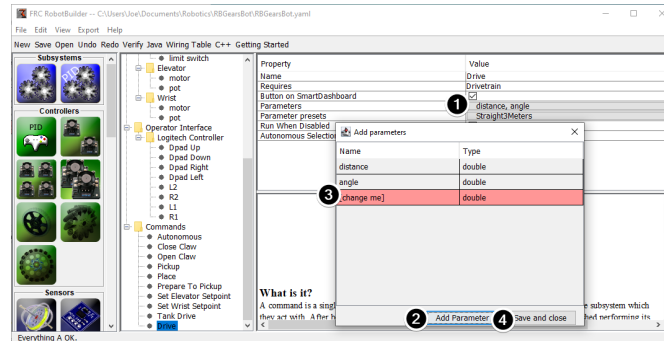 FRC RobotBuilder -- C:\Users\Joe\Documents\Robotics\RBGearsBot\RBGearsBot.yaml
File Edit View Export Help
New Save Open Undo Redo Verify Java Wiring Table C++ Getting Started
Subsystems
PID
Controllers
PID
Sensors
limit switch
Elevator
motor
pot
Wrist
motor
pot
Operator Interface
Logitech Controller
Dpad Up
Dpad Down
Dpad Right
Dpad Left
L2
R2
L1
R1
Commands
Autonomous
Close Claw
Open Claw
Pickup
Place
Prepare To Pickup
Set Elevator Setpoint
Set Wrist Setpoint
Tank Drive
Drive
Property Value
Name Drive
Requires Drivetrain
Button on SmartDashboard
Parameters 1 distance, angle
Parameter presets Straight3Meters
Run When Disabled
Autonomous Selection
Add parameters
Name Type
distance double
angle double
3 [change me] double
2 Add Parameter 4 Save and close
What is it?
A command is a singl e subsystem which
they act with. After b hed performing its
Everything A OK.